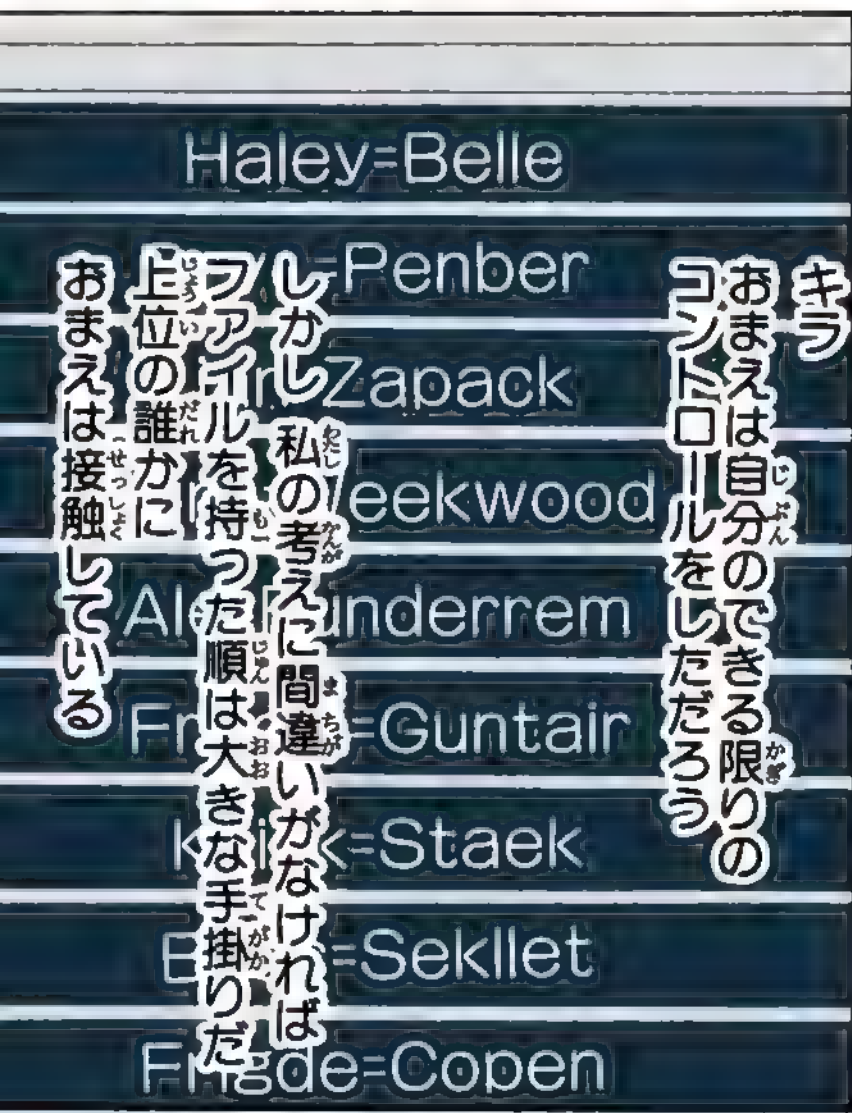 キラ
おまえは自分のできる限りの
コントロールをしただろう
しかし 私の考えに間違いがなければ
ファイルを持った順は大きな手掛りだ
上位の誰かに
おまえは接触している
Haley=Belle
=Penber
Zapack
eekwood
underrem
=Guntair
=Staek
=Sekllet
=Copen